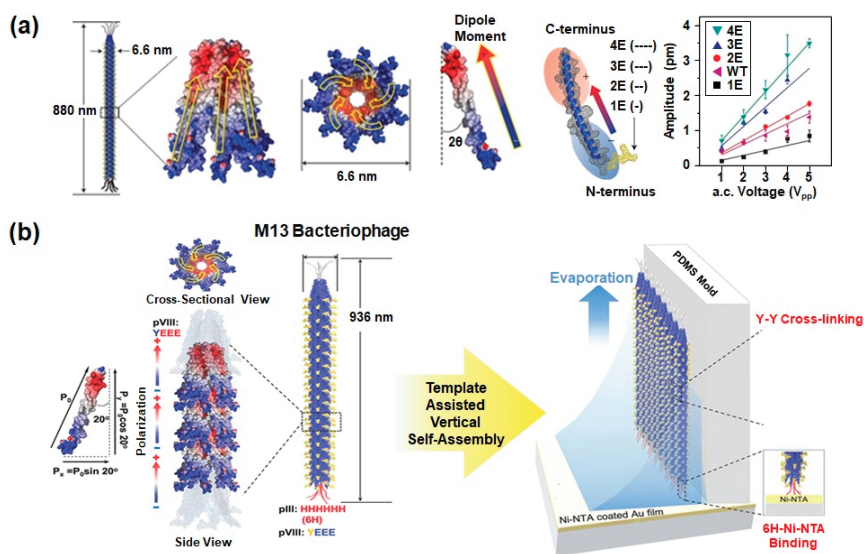 (a)
6.6 nm
880 nm
6.6 nm
Dipole
Moment
2θ
C-terminus
4E (----)
3E (---)
2E (--)
1E (-)
+
-
N-terminus
Amplitude (pm)
4
3
2
1
0
4E
3E
2E
WT
1E
1 2 3 4 5
a.c. Voltage (Vpp)
(b)
M13 Bacteriophage
Cross-Sectional View
pVIII:
YEEE
+
-
+
-
+
-
Polarization
P₀
20°
Py=P₀cos 20°
Px =P₀sin 20°
Side View
936 nm
pIII: HHHHHH
(6H)
pVIII: YEEE
Template
Assisted
Vertical
Self-Assembly
Evaporation
PDMS Mold
Y-Y Cross-linking
Ni-NTA coated Au film
Ni-NTA
6H-Ni-NTA
Binding